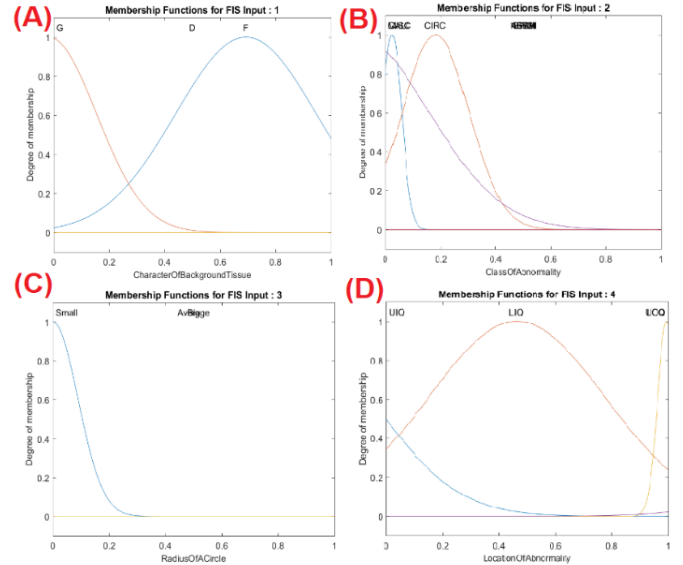 (A)
Membership Functions for FIS Input : 1
G D F
1
0.8
0.6
0.4
0.2
0
Degree of membership
0 0.2 0.4 0.6 0.8 1
CharacterOfBackgroundTissue
(B)
Membership Functions for FIS Input : 2
CIRC
1
0.8
0.6
0.4
0.2
0
Degree of membership
0 0.2 0.4 0.6 0.8 1
ClassOfAbnormality
(C)
Membership Functions for FIS Input : 3
Small
1
0.8
0.6
0.4
0.2
0
Degree of membership
0 0.2 0.4 0.6 0.8 1
RadiusOfACircle
(D)
Membership Functions for FIS Input : 4
UIQ LIQ
1
0.8
0.6
0.4
0.2
0
Degree of membership
0 0.2 0.4 0.6 0.8 1
LocationOfAbnormality